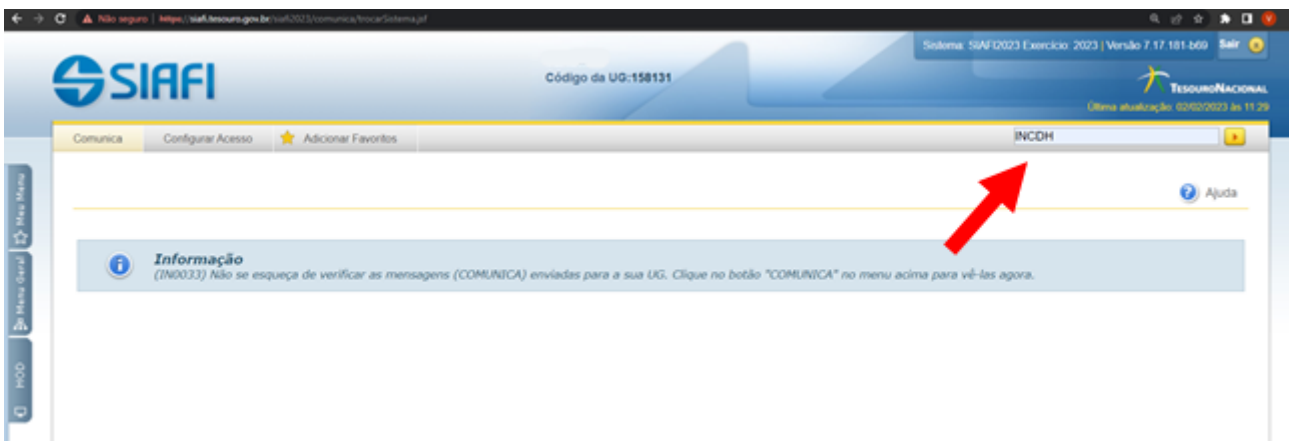 Não seguro | https://siafi.tesouro.gov.br/siafi2023/comunica/trocarSistema.jsf
Sistema: SIAFI2023 Exercício: 2023 | Versão 7.17.181-b69 Sair
SIAFI
Código da UG:158131
TESOURONACIONAL
Última atualização: 02/02/2023 às 11:29
Comunica Configurar Acesso Adicionar Favoritos INCDH
Meu Menu
Ajuda
Menu Geral
Informação
(IN0033) Não se esqueça de verificar as mensagens (COMUNICA) enviadas para a sua UG. Clique no botão "COMUNICA" no menu acima para vê-las agora.
HOD